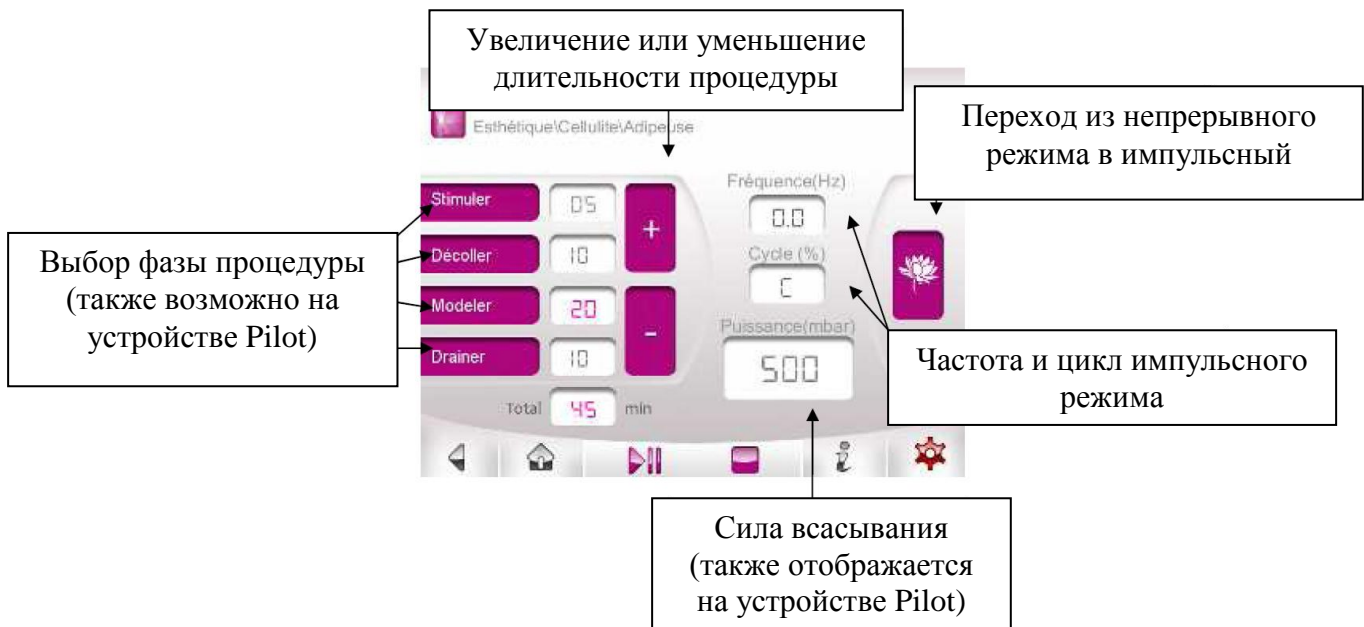 Увеличение или уменьшение
длительности процедуры
Esthétique\Cellulite\Adipeuse
Переход из непрерывного
режима в импульсный
Выбор фазы процедуры
(также возможно на
устройстве Pilot)
Stimuler 05
Décoller 10
Modeler 20
Drainer 10
Total 45 min
+
-
Fréquence(Hz)
0.0
Cycle (%)
C
Puissance(mbar)
500
Частота и цикл импульсного
режима
i
Сила всасывания
(также отображается
на устройстве Pilot)